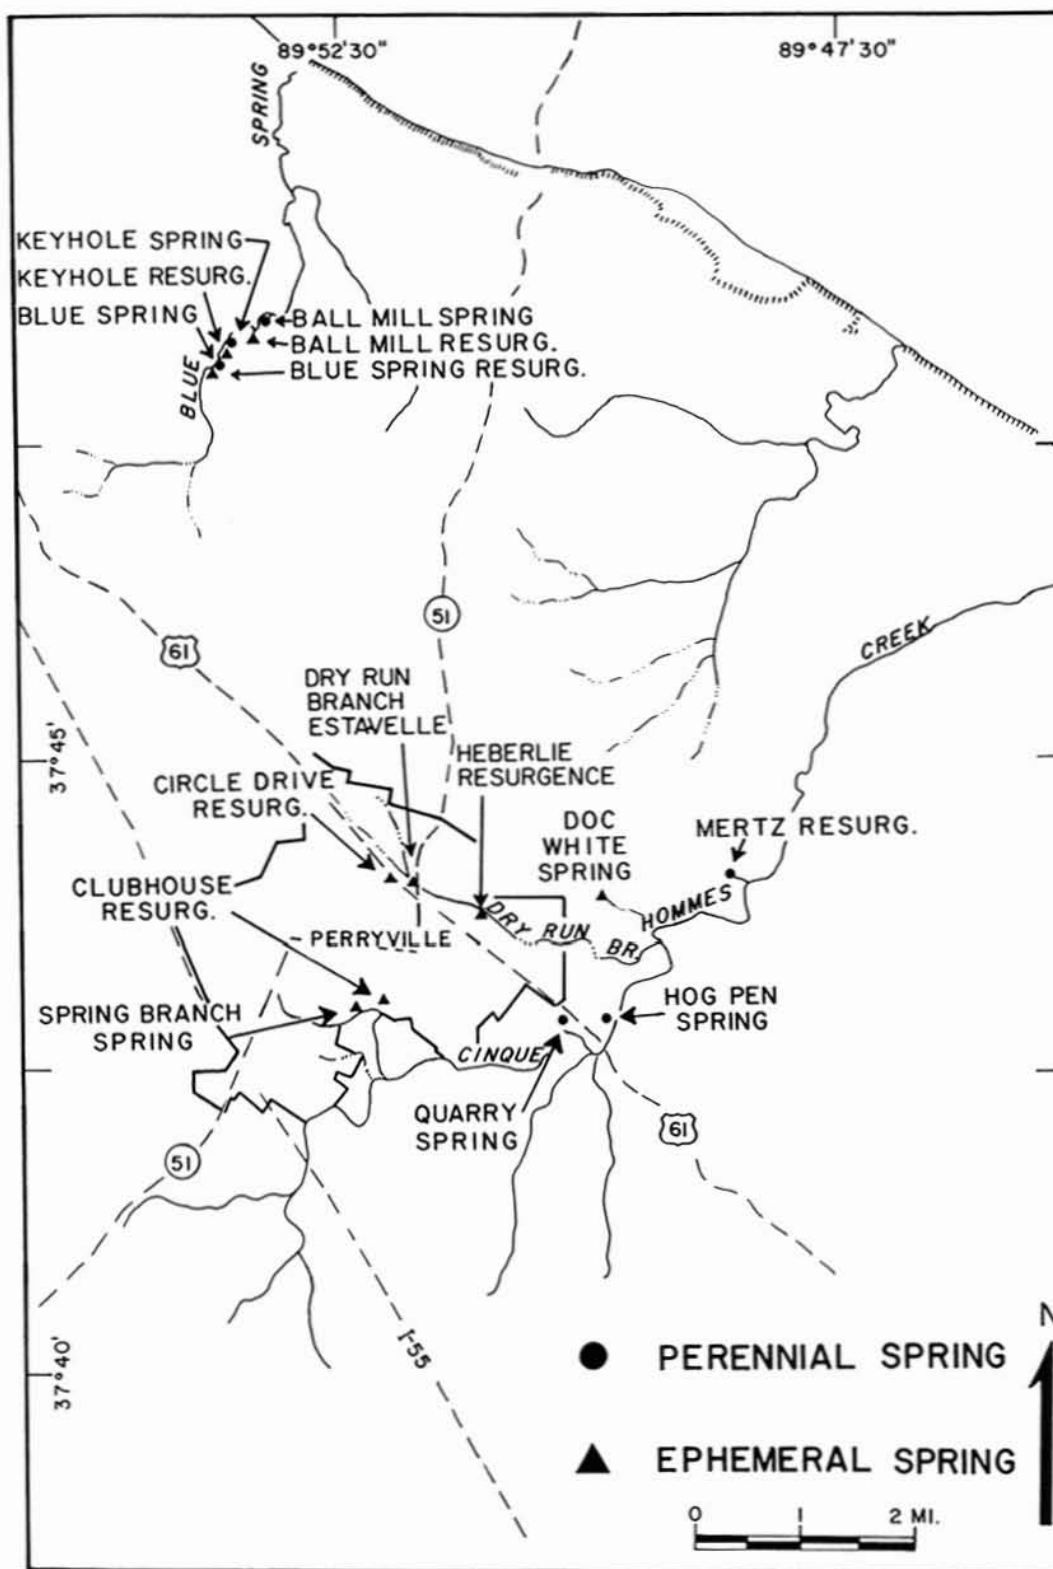 89°52'30"
89°47'30"
SPRING
KEYHOLE SPRING
KEYHOLE RESURG.
BLUE SPRING
BALL MILL SPRING
BALL MILL RESURG.
BLUE SPRING RESURG.
BLUE
51
61
CREEK
DRY RUN
BRANCH
ESTAVELLE
HEBERLIE
RESURGENCE
37°45'
CIRCLE DRIVE
RESURG.
DOC
WHITE
SPRING
MERTZ RESURG.
CLUBHOUSE
RESURG.
HOMMES
DRY RUN BR.
PERRYVILLE
SPRING BRANCH
SPRING
HOG PEN
SPRING
CINQUE
QUARRY
SPRING
61
51
I-55
37°40'
N
PERENNIAL SPRING
EPHEMERAL SPRING
0 1 2 MI.